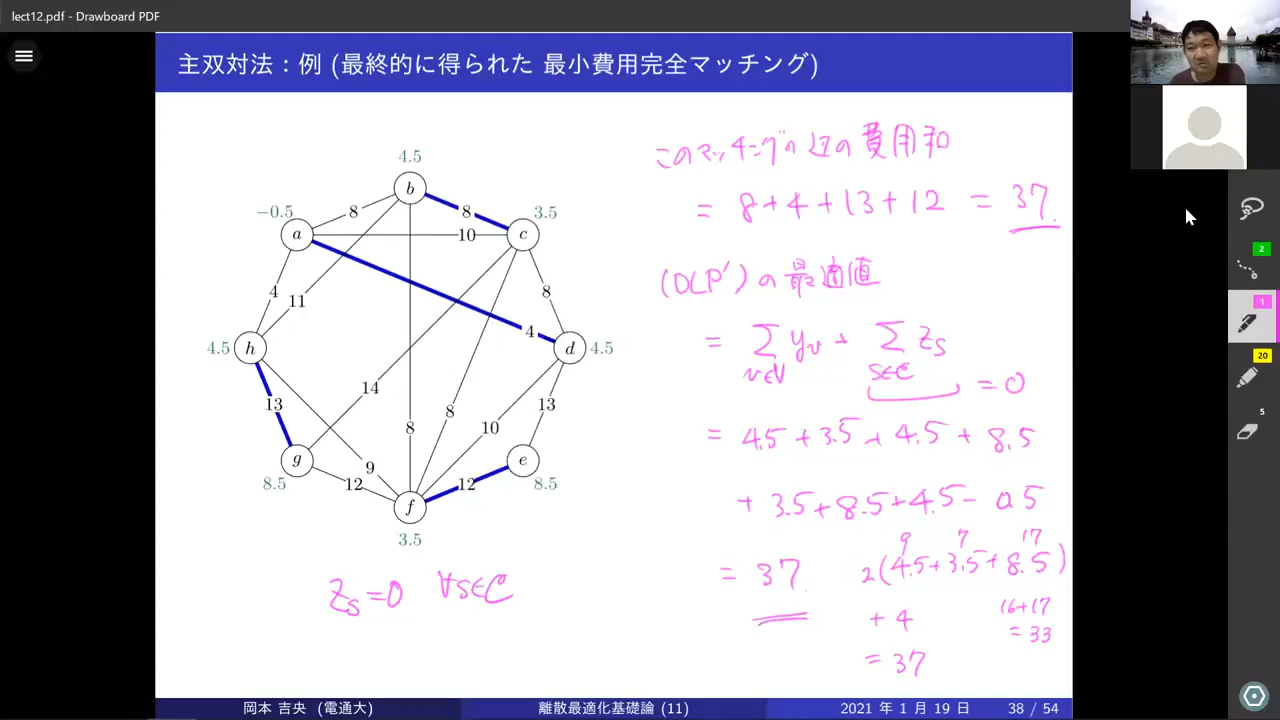 lect12.pdf - Drawboard PDF
主双対法：例 (最終的に得られた 最小費用完全マッチング)
4.5
b
−0.5
8
8
3.5
a
10
c
4
11
8
4
4.5
h
d
4.5
13
14
8
8
10
13
g
9
e
8.5
12
12
8.5
f
3.5
このマッチングの辺の費用和
= 8+4+13+12 = 37.
(DLP')の最適値
= ∑ yv + ∑ zs
v∈V S∈C = 0
= 4.5 + 3.5 + 4.5 + 8.5
+ 3.5 + 8.5 + 4.5 − 0.5
= 37.
9 7 17
2(4.5+3.5+8.5)
+ 4
= 37
16+17
= 33
zs = 0 ∀S∈C
岡本 吉央 (電通大) 離散最適化基礎論 (11) 2021 年 1 月 19 日 38 / 54
2
1
20
5